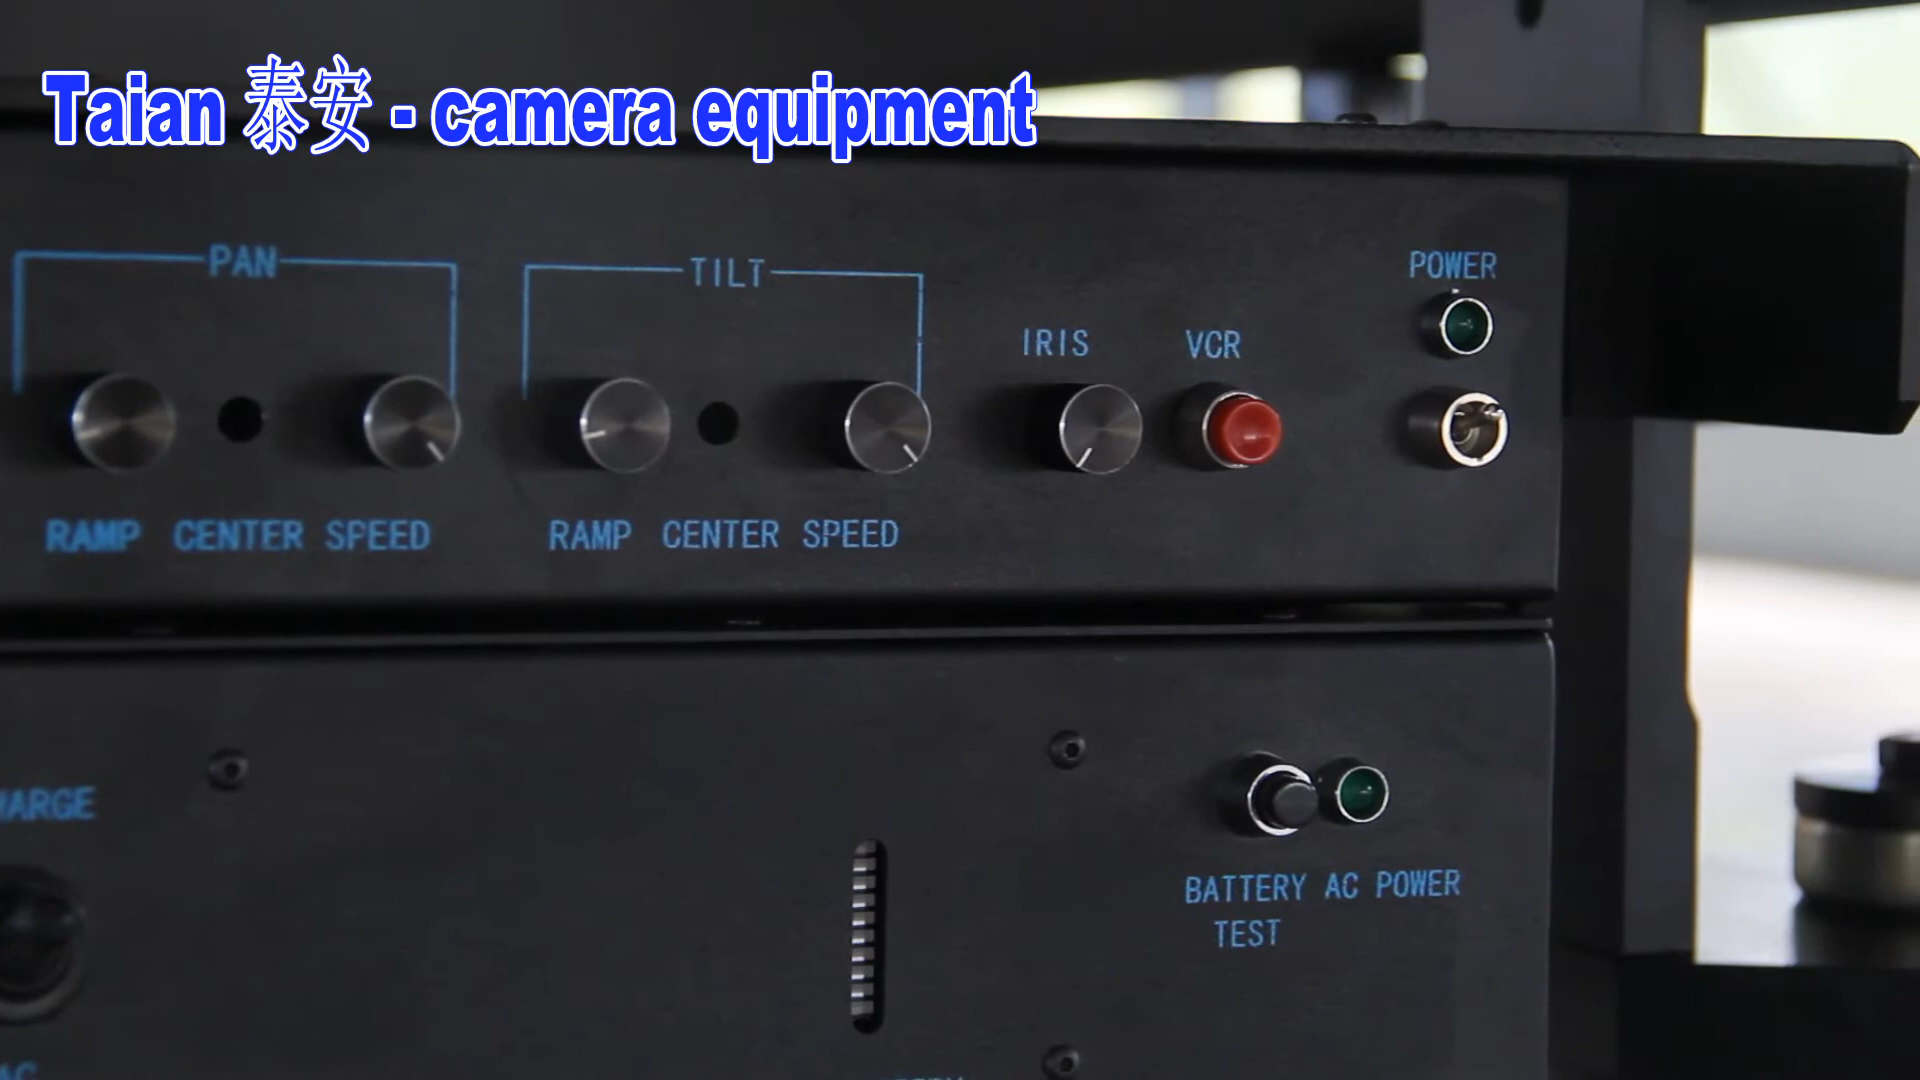 Taian 泰安 - camera equipment
PAN
TILT
POWER
IRIS
VCR
RAMP CENTER SPEED
RAMP CENTER SPEED
BATTERY AC POWER
TEST